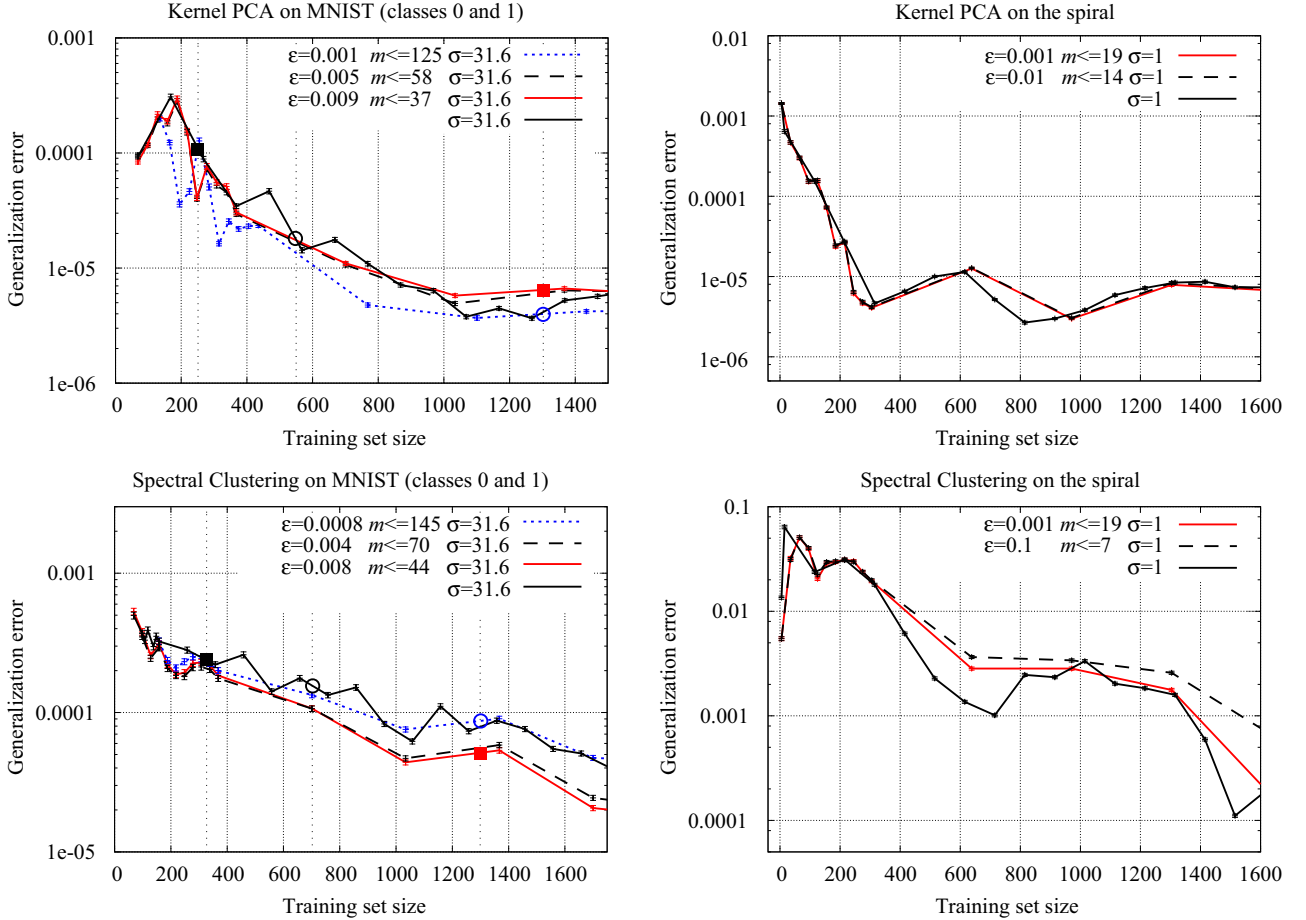 Kernel PCA on MNIST (classes 0 and 1)
0.001
0.0001
1e-05
1e-06
Generalization error
ε=0.001 m<=125 σ=31.6
ε=0.005 m<=58 σ=31.6
ε=0.009 m<=37 σ=31.6
σ=31.6
0 200 400 600 800 1000 1200 1400
Training set size
Kernel PCA on the spiral
0.01
0.001
0.0001
1e-05
1e-06
Generalization error
ε=0.001 m<=19 σ=1
ε=0.01 m<=14 σ=1
σ=1
0 200 400 600 800 1000 1200 1400 1600
Training set size
Spectral Clustering on MNIST (classes 0 and 1)
0.001
0.0001
1e-05
Generalization error
ε=0.0008 m<=145 σ=31.6
ε=0.004 m<=70 σ=31.6
ε=0.008 m<=44 σ=31.6
σ=31.6
0 200 400 600 800 1000 1200 1400 1600
Training set size
Spectral Clustering on the spiral
0.1
0.01
0.001
0.0001
Generalization error
ε=0.001 m<=19 σ=1
ε=0.1 m<=7 σ=1
σ=1
0 200 400 600 800 1000 1200 1400 1600
Training set size